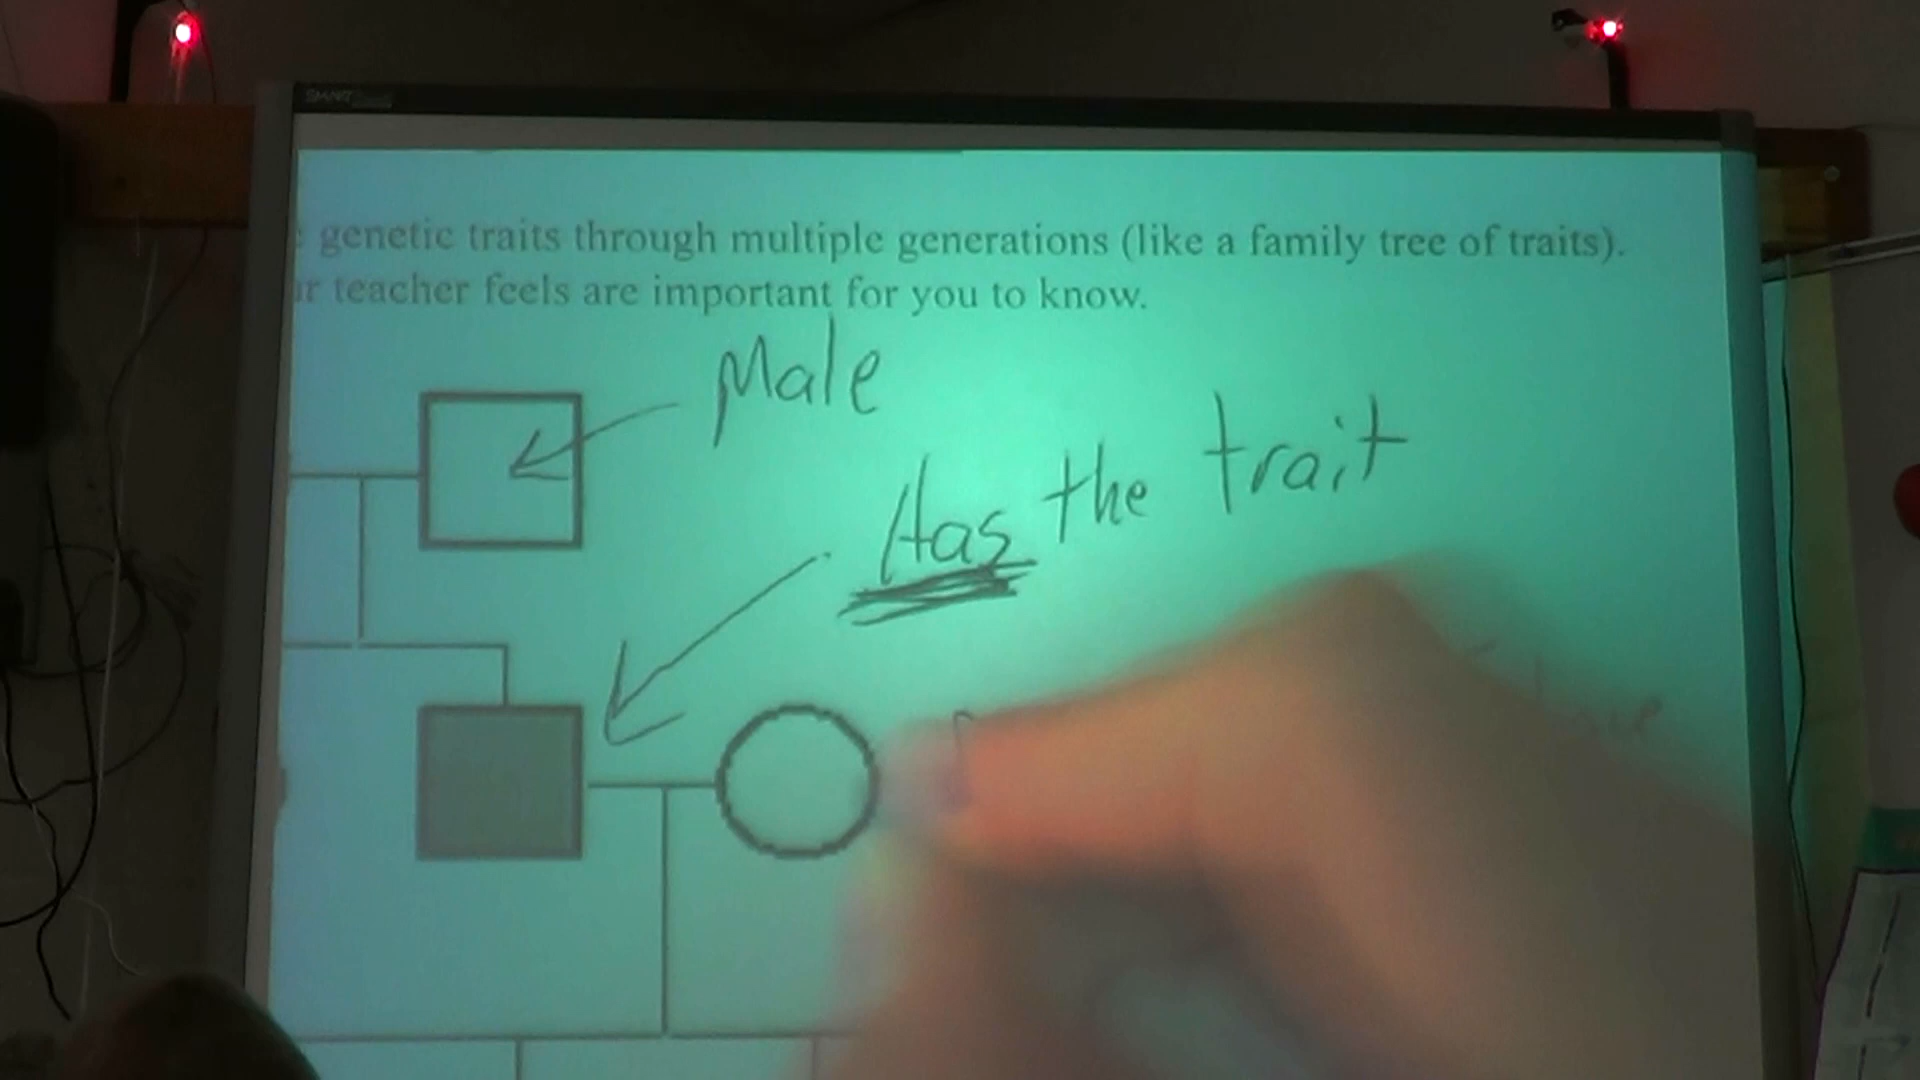 SMART
genetic traits through multiple generations (like a family tree of traits).
teacher feels are important for you to know.
Male
Has the trait